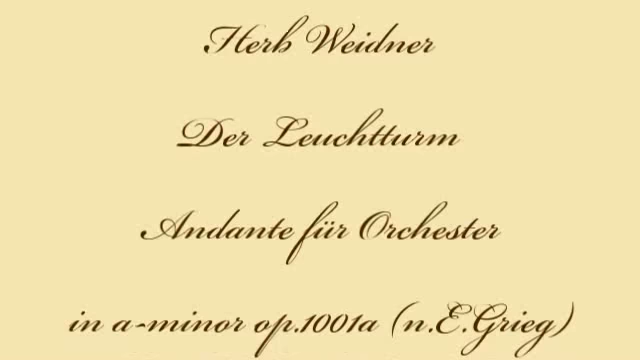 Herb Weidner
Der Leuchtturm
Andante für Orchester
in a-minor op.1001a (n.E.Grieg)